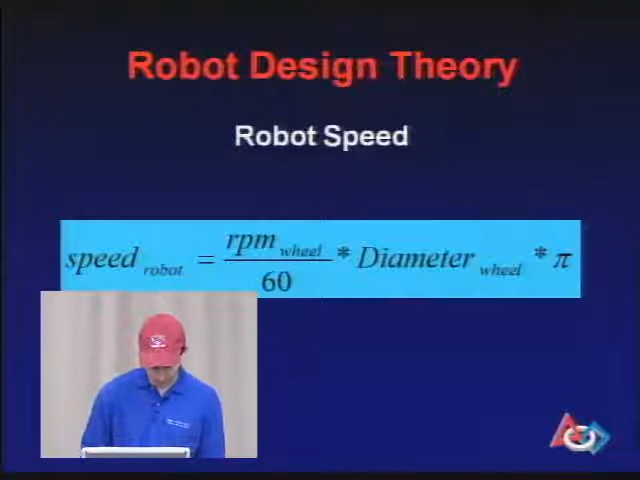 Robot Design Theory
Robot Speed
speed robot = rpm wheel / 60 * Diameter wheel * π